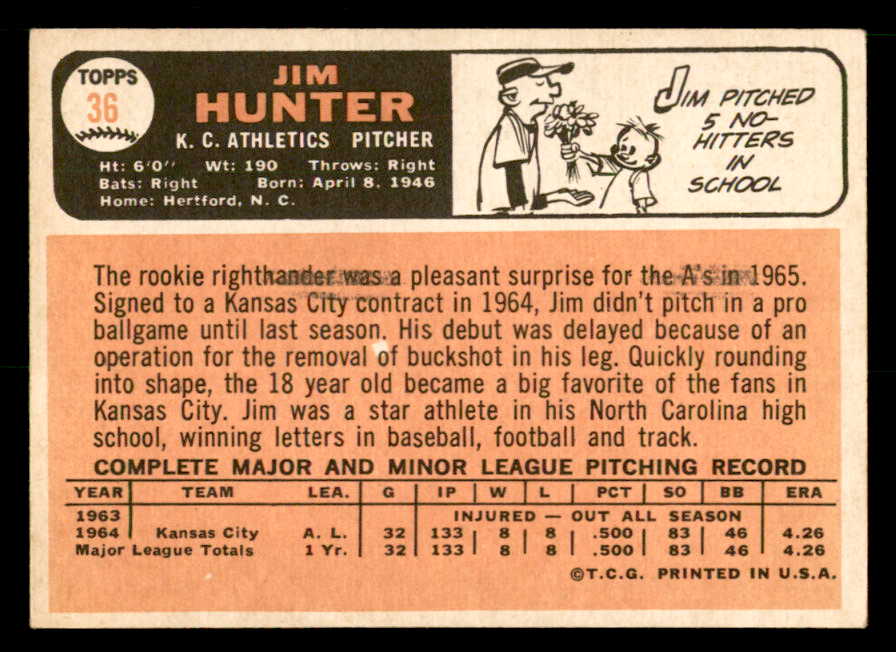 TOPPS
36
JIM
HUNTER
K. C. ATHLETICS PITCHER
Ht: 6'0" Wt: 190 Throws: Right
Bats: Right Born: April 8, 1946
Home: Hertford, N. C.
JIM PITCHED
5 NO-
HITTERS
IN
SCHOOL
The rookie righthander was a pleasant surprise for the A's in 1965.
Signed to a Kansas City contract in 1964, Jim didn't pitch in a pro
ballgame until last season. His debut was delayed because of an
operation for the removal of buckshot in his leg. Quickly rounding
into shape, the 18 year old became a big favorite of the fans in
Kansas City. Jim was a star athlete in his North Carolina high
school, winning letters in baseball, football and track.
COMPLETE MAJOR AND MINOR LEAGUE PITCHING RECORD
YEAR TEAM LEA. G IP W L PCT SO BB ERA
1963 INJURED — OUT ALL SEASON
1964 Kansas City A. L. 32 133 8 8 .500 83 46 4.26
Major League Totals 1 Yr. 32 133 8 8 .500 83 46 4.26
©T.C.G. PRINTED IN U.S.A.